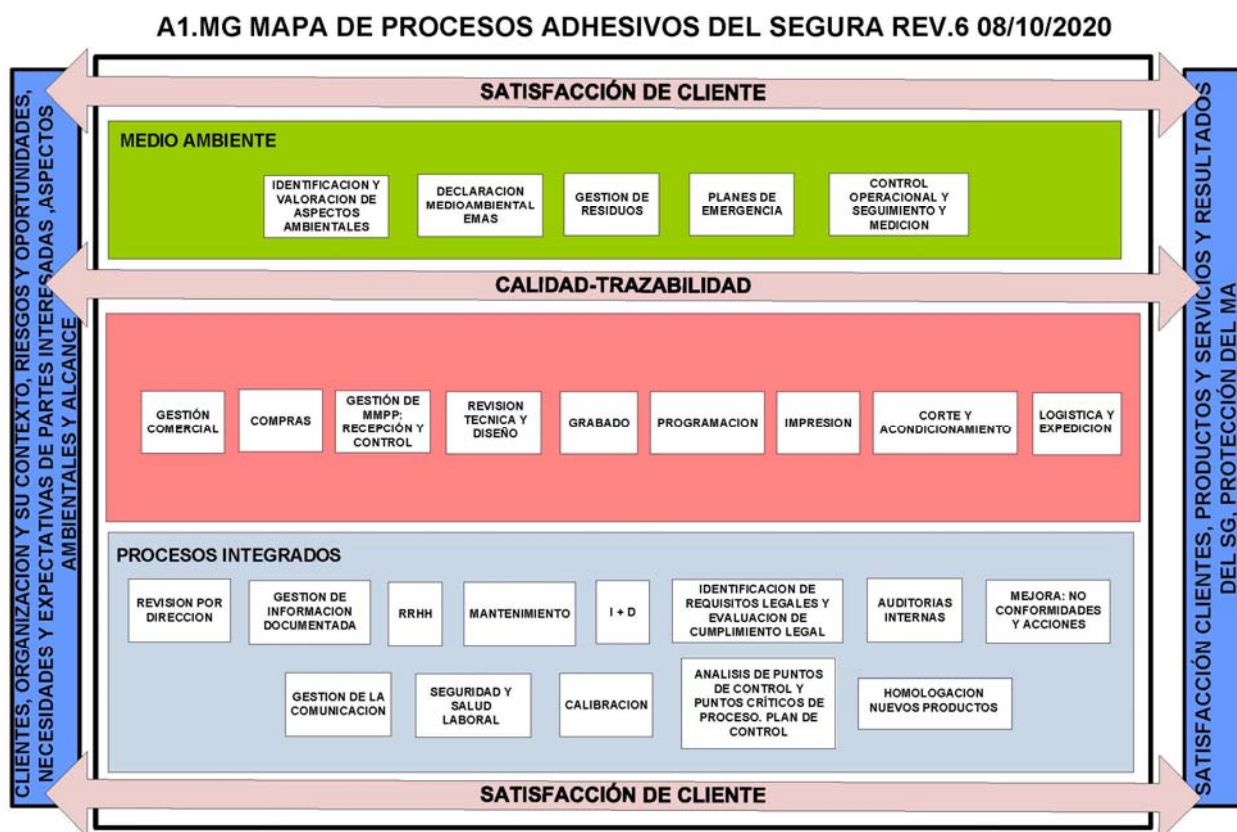 A1.MG MAPA DE PROCESOS ADHESIVOS DEL SEGURA REV.6 08/10/2020
CLIENTES, ORGANIZACION Y SU CONTEXTO, RIESGOS Y OPORTUNIDADES,
NECESIDADES Y EXPECTATIVAS DE PARTES INTERESADAS ,ASPECTOS
AMBIENTALES Y ALCANCE
SATISFACCIÓN DE CLIENTE
MEDIO AMBIENTE
IDENTIFICACION Y
VALORACION DE
ASPECTOS
AMBIENTALES
DECLARACION
MEDIOAMBIENTAL
EMAS
GESTION DE
RESIDUOS
PLANES DE
EMERGENCIA
CONTROL
OPERACIONAL Y
SEGUIMIENTO Y
MEDICION
CALIDAD-TRAZABILIDAD
GESTIÓN
COMERCIAL
COMPRAS
GESTIÓN DE
MMPP:
RECEPCIÓN Y
CONTROL
REVISION
TECNICA Y
DISEÑO
GRABADO
PROGRAMACION
IMPRESION
CORTE Y
ACONDICIONAMIENTO
LOGISTICA Y
EXPEDICION
PROCESOS INTEGRADOS
REVISION POR
DIRECCION
GESTION DE
INFORMACION
DOCUMENTADA
RRHH
MANTENIMIENTO
I + D
IDENTIFICACION DE
REQUISITOS LEGALES Y
EVALUACION DE
CUMPLIMIENTO LEGAL
AUDITORIAS
INTERNAS
MEJORA: NO
CONFORMIDADES
Y ACCIONES
GESTION DE LA
COMUNICACION
SEGURIDAD Y
SALUD
LABORAL
CALIBRACION
ANALISIS DE PUNTOS
DE CONTROL Y
PUNTOS CRÍTICOS DE
PROCESO. PLAN DE
CONTROL
HOMOLOGACION
NUEVOS PRODUCTOS
SATISFACCIÓN DE CLIENTE
SATISFACCIÓN CLIENTES, PRODUCTOS Y SERVICIOS Y RESULTADOS
DEL SG, PROTECCIÓN DEL MA